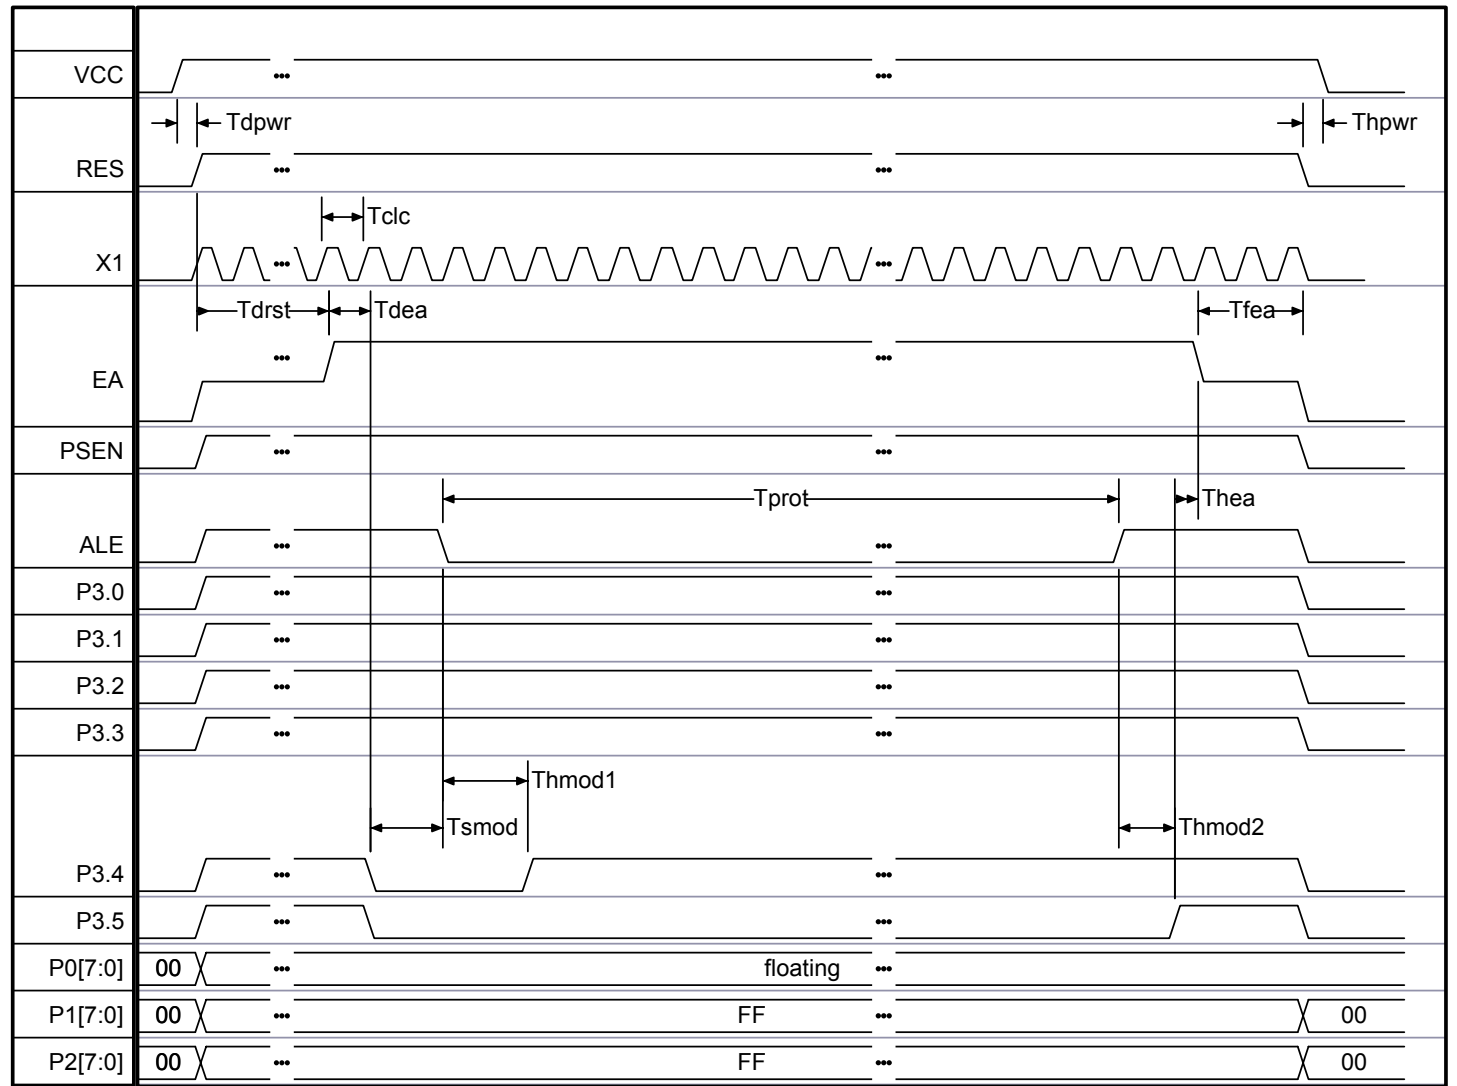 VCC
Tdpwr
Thpwr
RES
Tclc
X1
Tdrst
Tdea
Tfea
EA
PSEN
Tprot
Thea
ALE
P3.0
P3.1
P3.2
P3.3
Thmod1
Tsmod
Thmod2
P3.4
P3.5
P0[7:0] 00 floating
P1[7:0] 00 FF 00
P2[7:0] 00 FF 00